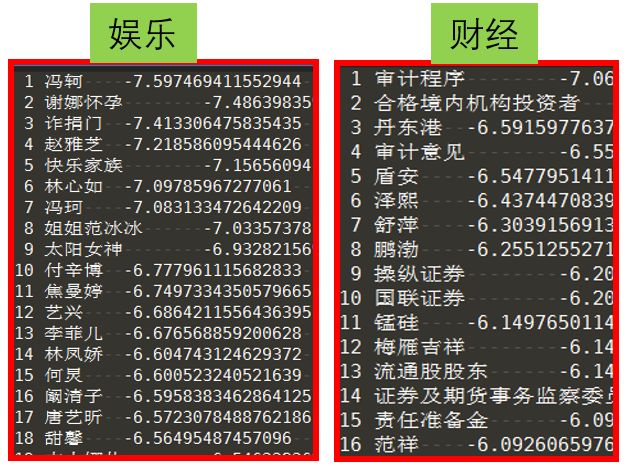 娱乐
1 冯轲 -7.597469411552944
2 谢娜怀孕 -7.48639835
3 诈捐门 -7.413306475835435
4 赵雅芝 -7.218586095444626
5 快乐家族 -7.15656094
6 林心如 -7.09785967277061
7 冯珂 -7.083133472642209
8 姐姐范冰冰 -7.03357378
9 太阳女神 -6.93282156
10 付辛博 -6.777961115682833
11 焦曼婷 -6.7497334350579665
12 艺兴 -6.6864211556436395
13 李菲儿 -6.676568859200628
14 林凤娇 -6.604743124629372
15 何炅 -6.600523240521639
16 阚清子 -6.5958383462864125
17 唐艺昕 -6.5723078488762186
18 甜馨 -6.56495487457096
财经
1 审计程序 -7.06
2 合格境内机构投资者
3 丹东港 -6.5915977637
4 审计意见 -6.55
5 盾安 -6.5477951411
6 泽熙 -6.4374470839
7 舒萍 -6.3039156913
8 鹏渤 -6.2551255271
9 操纵证券 -6.20
10 国联证券 -6.20
11 锰硅 -6.1497650114
12 梅雁吉祥 -6.14
13 流通股股东 -6.14
14 证券及期货事务监察委员
15 责任准备金 -6.09
16 范祥 -6.0926065976